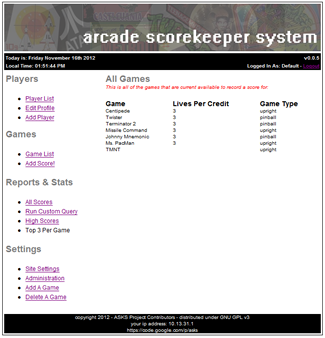 arcade scorekeeper system
Today is: Friday November 16th 2012 v0.0.5
Local Time: 01:51:44 PM Logged In As: Default -
Players
Player List
Edit Profile
Add Player
Games
Game List
Add Score!
Reports & Stats
All Scores
Run Custom Query
High Scores
Top 3 Per Game
Settings
Site Settings
Administration
Add A Game
Delete A Game
All Games
This is all of the games that are current available to record a score for
Game Lives Per Credit Game Type
Centipede 3 upright
Twister 3 pinball
Terminator 2 3 pinball
Missile Command 3 upright
Johnny Mnemonic 3 pinball
Ms. PacMan 3 upright
TMNT upright
copyright 2012 - ASKS Project Contributors - distributed under GNU GPL v3
your ip address: 10.13.31.1
https://code.google.com/p/asks